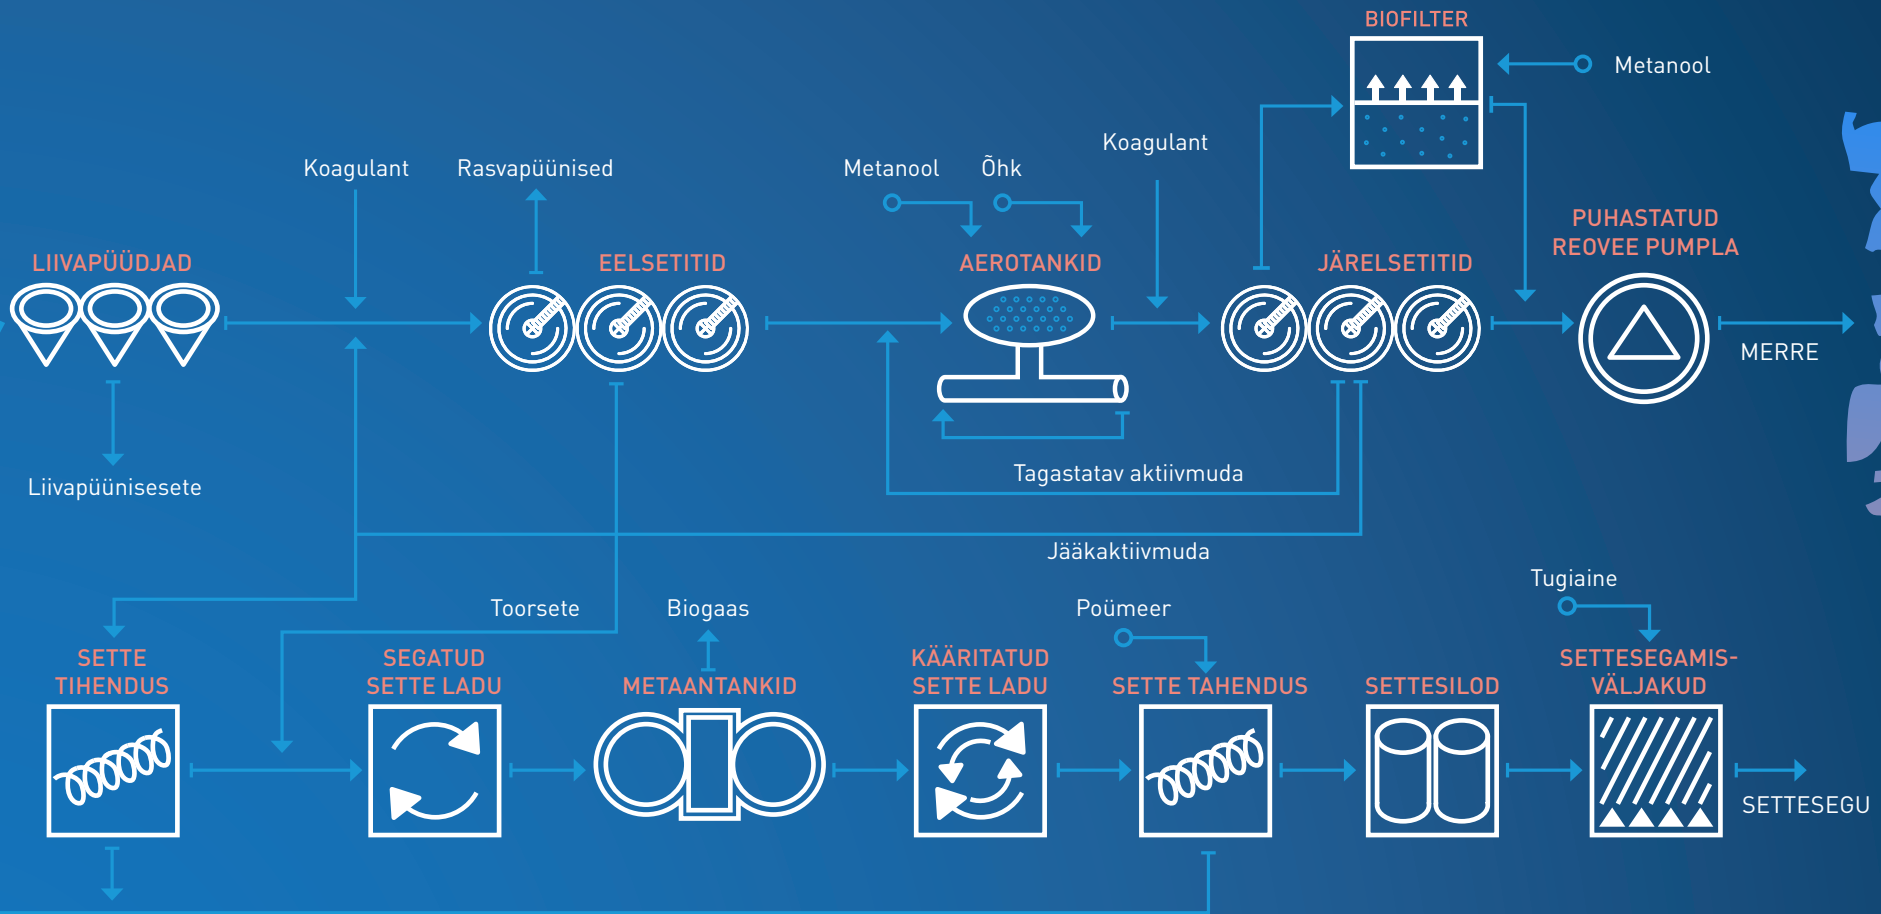 BIOFILTER
Metanool
Koagulant
Koagulant
Rasvapüünised
Metanool
Õhk
PUHASTATUD
REOVEE PUMPLA
LIIVAPÜÜDJAD
EELSETITID
AEROTANKID
JÄRELSETITID
MERRE
Tagastatav aktiivmuda
Liivapüünisesete
Jääkaktiivmuda
Tugiaine
Toorsete
Biogaas
Poümeer
SETTE
TIHENDUS
SEGATUD
SETTE LADU
METAANTANKID
KÄÄRITATUD
SETTE LADU
SETTE TAHENDUS
SETTESILOD
SETTESEGAMIS-
VÄLJAKUD
SETTESEGU